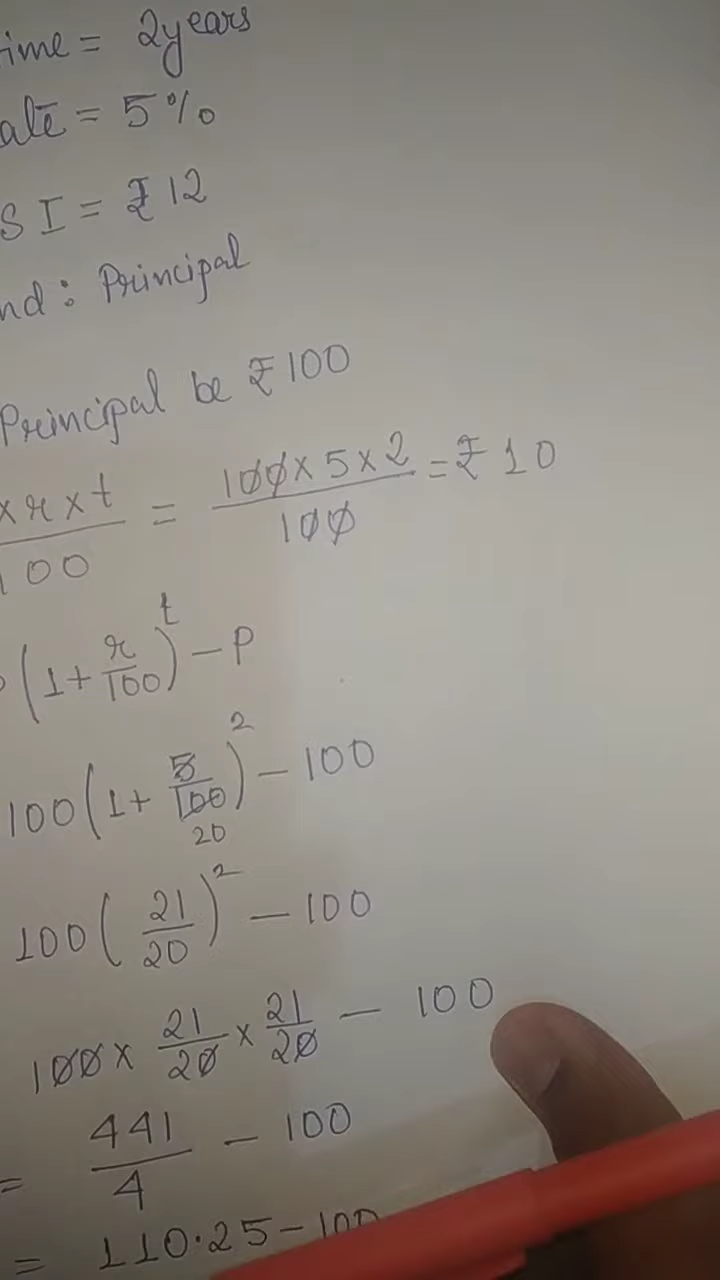 ime = 2years
ate = 5%
SI = ₹12
nd : Principal
Principal be ₹100
x r x t / 100 = 100 x 5 x 2 / 100 = ₹10
(1 + r/100)^t - P
100(1 + 5/100)^2 - 100
20
100(21/20)^2 - 100
100 x 21/20 x 21/20 - 100
= 441/4 - 100
= 110.25 - 100